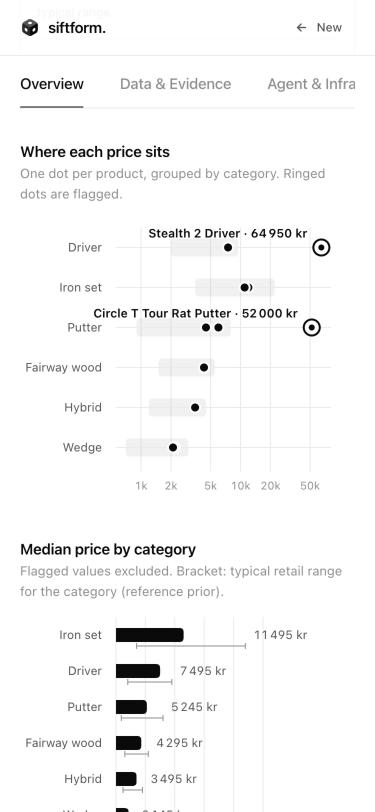 siftform.
← New
Overview
Data & Evidence
Agent & Infra
Where each price sits
One dot per product, grouped by category. Ringed
dots are flagged.
Stealth 2 Driver · 64 950 kr
Driver
Iron set
Circle T Tour Rat Putter · 52 000 kr
Putter
Fairway wood
Hybrid
Wedge
1k 2k 5k 10k 20k 50k
Median price by category
Flagged values excluded. Bracket: typical retail range
for the category (reference prior).
Iron set 11 495 kr
Driver 7 495 kr
Putter 5 245 kr
Fairway wood 4 295 kr
Hybrid 3 495 kr